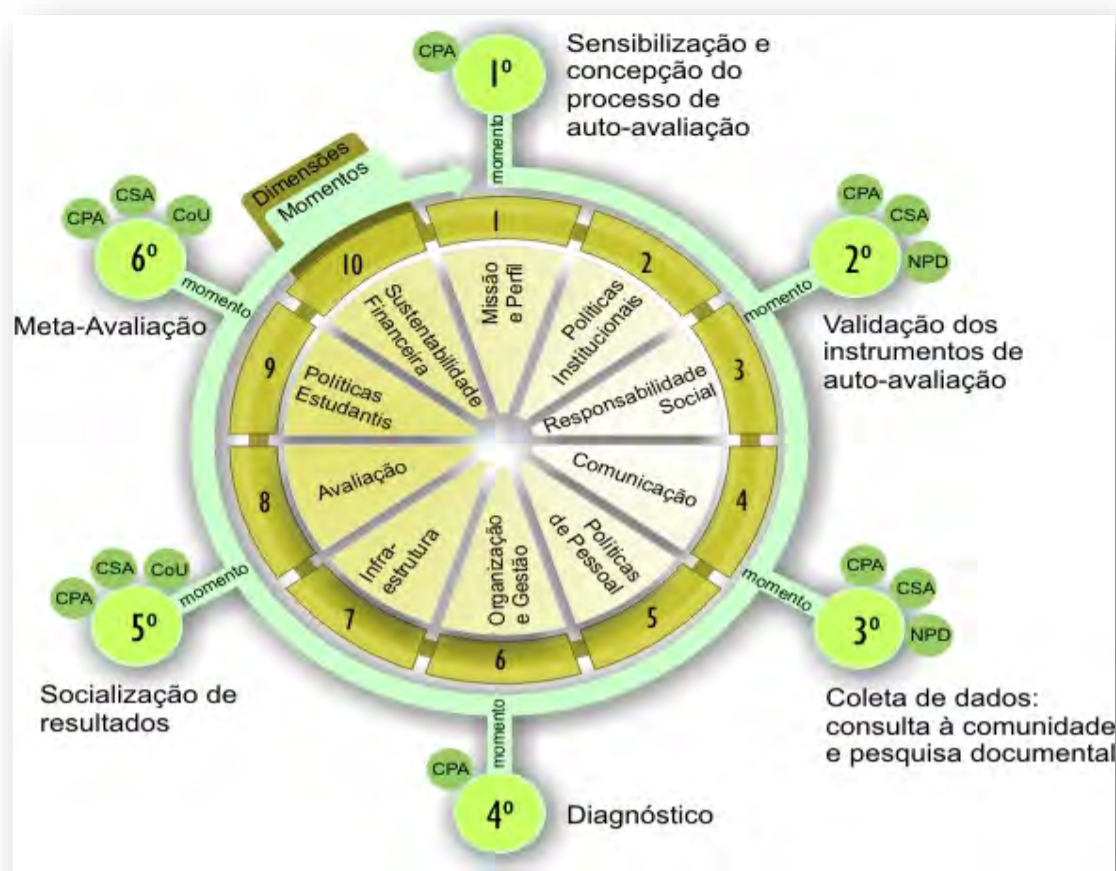 CPA
1º
momento
Sensibilização e
concepção do
processo de
auto-avaliação
CPA
CSA
NPD
2º
momento
Validação dos
instrumentos de
auto-avaliação
CPA
CSA
NPD
3º
momento
Coleta de dados:
consulta à comunidade
e pesquisa documental
CPA
4º
momento
Diagnóstico
CPA
CSA
CoU
5º
momento
Socialização de
resultados
CPA
CSA
CoU
6º
momento
Meta-Avaliação
Dimensões
Momentos
1
Missão
e Perfil
2
Políticas
Institucionais
3
Responsabilidade
Social
4
Comunicação
5
Políticas
de Pessoal
6
Organização
e Gestão
7
Infra-
estrutura
8
Avaliação
9
Políticas
Estudantis
10
Sustentabilidade
Financeira